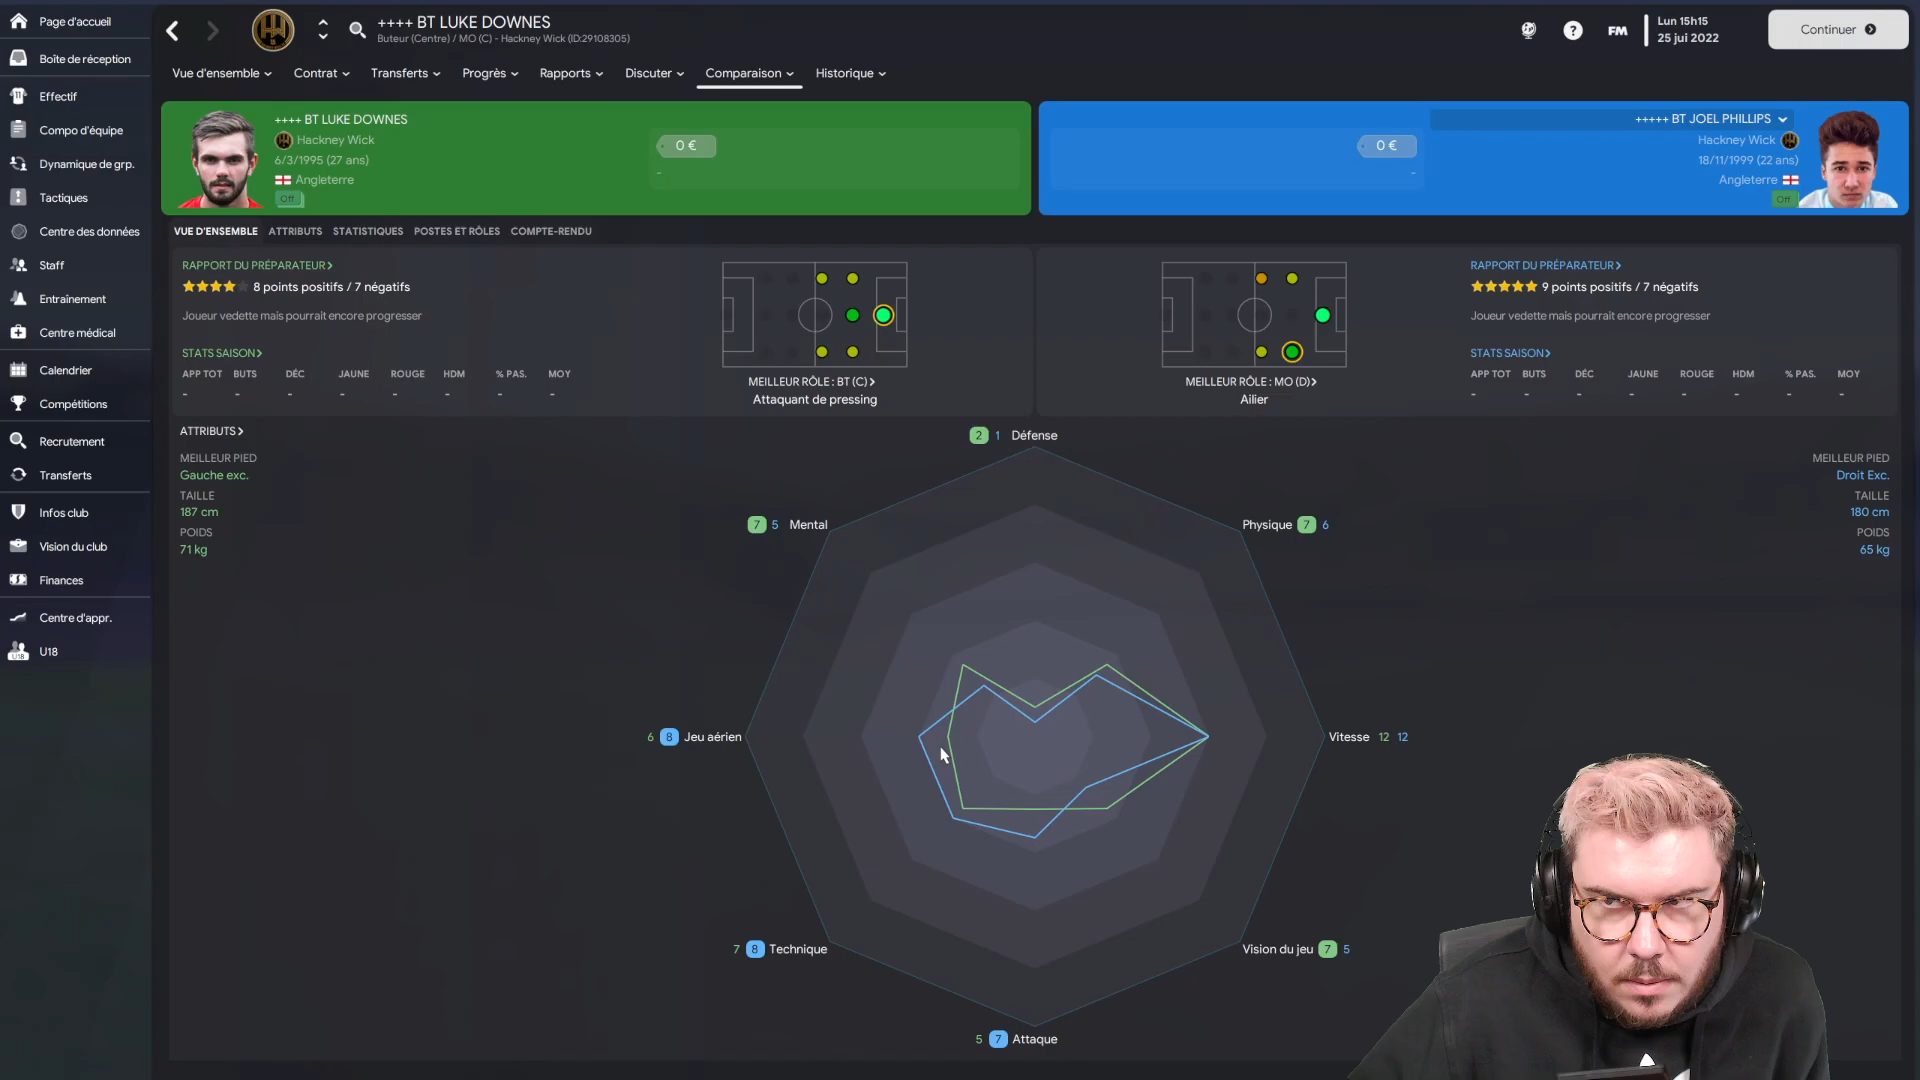 Page d'accueil
Boîte de réception
Effectif
Compo d'équipe
Dynamique de grp.
Tactiques
Centre des données
Staff
Entraînement
Centre médical
Calendrier
Compétitions
Recrutement
Transferts
Infos club
Vision du club
Finances
Centre d'appr.
U18
U18
++++ BT LUKE DOWNES
Buteur (Centre) / MO (C) - Hackney Wick (ID:29108305)
?
FM
Lun 15h15
25 jui 2022
Continuer
Vue d'ensemble Contrat Transferts Progrès Rapports Discuter Comparaison Historique
++++ BT LUKE DOWNES
Hackney Wick
6/3/1995 (27 ans)
Angleterre
Off
0 €
-
0 €
-
+++++ BT JOEL PHILLIPS
Hackney Wick
18/11/1999 (22 ans)
Angleterre
Off
VUE D'ENSEMBLE ATTRIBUTS STATISTIQUES POSTES ET RÔLES COMPTE-RENDU
RAPPORT DU PRÉPARATEUR
8 points positifs / 7 négatifs
Joueur vedette mais pourrait encore progresser
STATS SAISON
APP TOT BUTS DÉC JAUNE ROUGE HDM % PAS. MOY
- - - - - - - -
MEILLEUR RÔLE : BT (C)
Attaquant de pressing
MEILLEUR RÔLE : MO (D)
Ailier
RAPPORT DU PRÉPARATEUR
9 points positifs / 7 négatifs
Joueur vedette mais pourrait encore progresser
STATS SAISON
APP TOT BUTS DÉC JAUNE ROUGE HDM % PAS. MOY
- - - - - - - -
ATTRIBUTS
MEILLEUR PIED
Gauche exc.
TAILLE
187 cm
POIDS
71 kg
2 1 Défense
7 5 Mental
Physique 7 6
6 8 Jeu aérien
Vitesse 12 12
7 8 Technique
Vision du jeu 7 5
5 7 Attaque
MEILLEUR PIED
Droit Exc.
TAILLE
180 cm
POIDS
65 kg